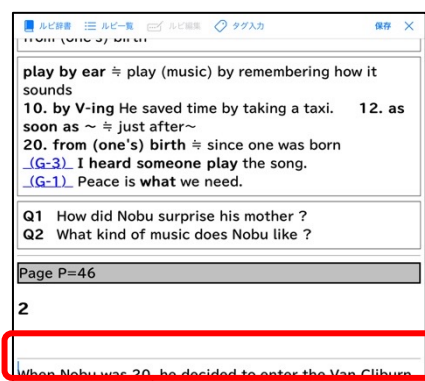 ルビ辞書 ルビ一覧 ルビ編集 タグ入力 保存 ×
from (one's) birth
play by ear ≒ play (music) by remembering how it
sounds
10. by V-ing He saved time by taking a taxi. 12. as
soon as ～ ≒ just after～
20. from (one's) birth ≒ since one was born
(G-3) I heard someone play the song.
(G-1) Peace is what we need.
Q1 How did Nobu surprise his mother ?
Q2 What kind of music does Nobu like ?
Page P=46
2
When Nobu was 20, he decided to enter the Van Cliburn